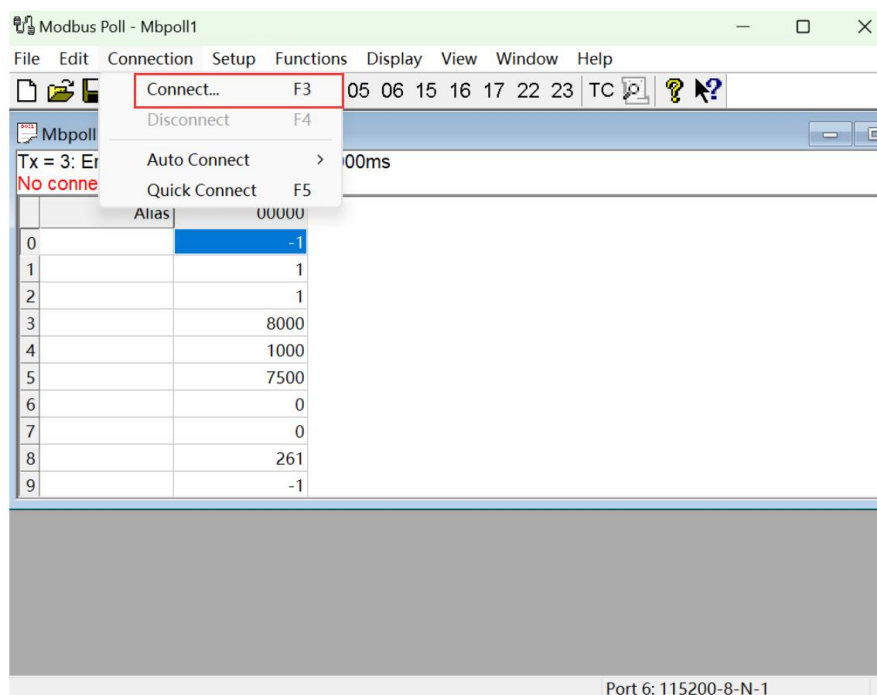 Modbus Poll - Mbpoll1
File Edit Connection Setup Functions Display View Window Help
Connect... F3
05 06 15 16 17 22 23 TC
Disconnect F4
Mbpoll
Auto Connect >
Tx = 3: Er
00ms
No conne
Quick Connect F5
Alias 00000
0 -1
1 1
2 1
3 8000
4 1000
5 7500
6 0
7 0
8 261
9 -1
Port 6: 115200-8-N-1